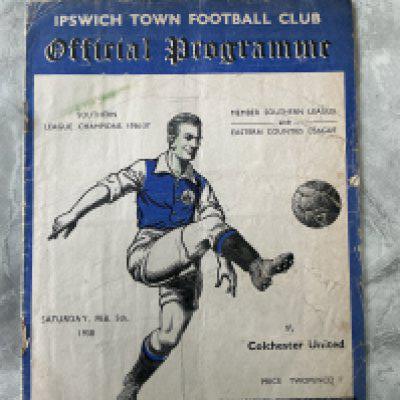 IPSWICH TOWN FOOTBALL CLUB
Official Programme
SOUTHERN
LEAGUE CHAMPIONS, 1936/37
MEMBER SOUTHERN LEAGUE
AND
EASTERN COUNTIES LEAGUE
SATURDAY, FEB. 5th,
1938
v.
Colchester United
PRICE TWOPENCE